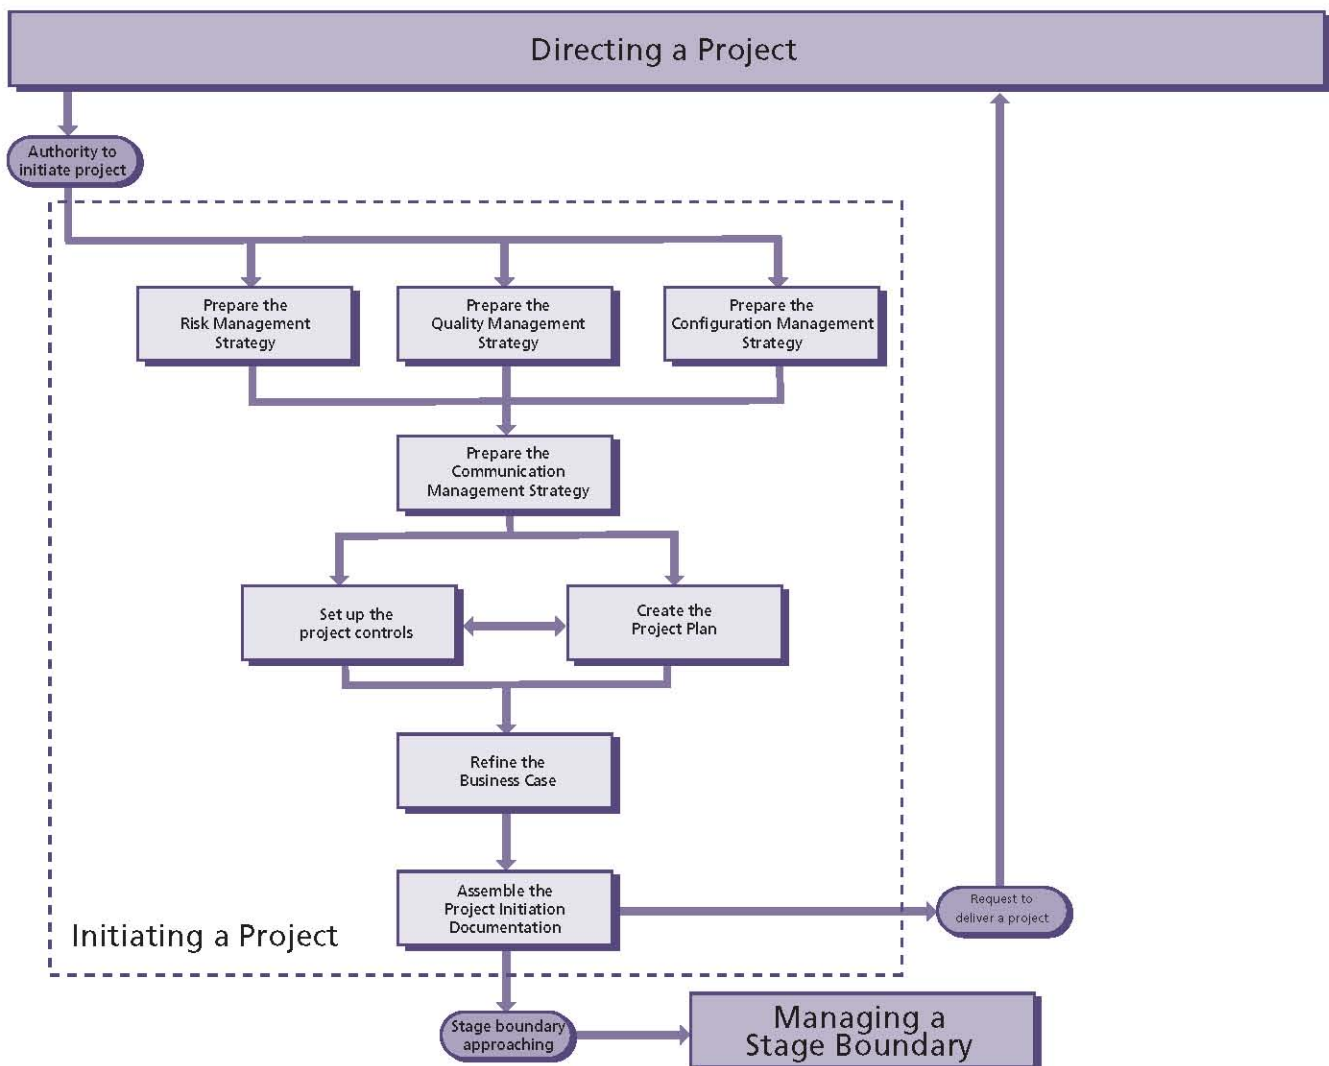 Directing a Project
Authority to
initiate project
Prepare the
Risk Management
Strategy
Prepare the
Quality Management
Strategy
Prepare the
Configuration Management
Strategy
Prepare the
Communication
Management Strategy
Set up the
project controls
Create the
Project Plan
Refine the
Business Case
Assemble the
Project Initiation
Documentation
Request to
deliver a project
Initiating a Project
Stage boundary
approaching
Managing a
Stage Boundary